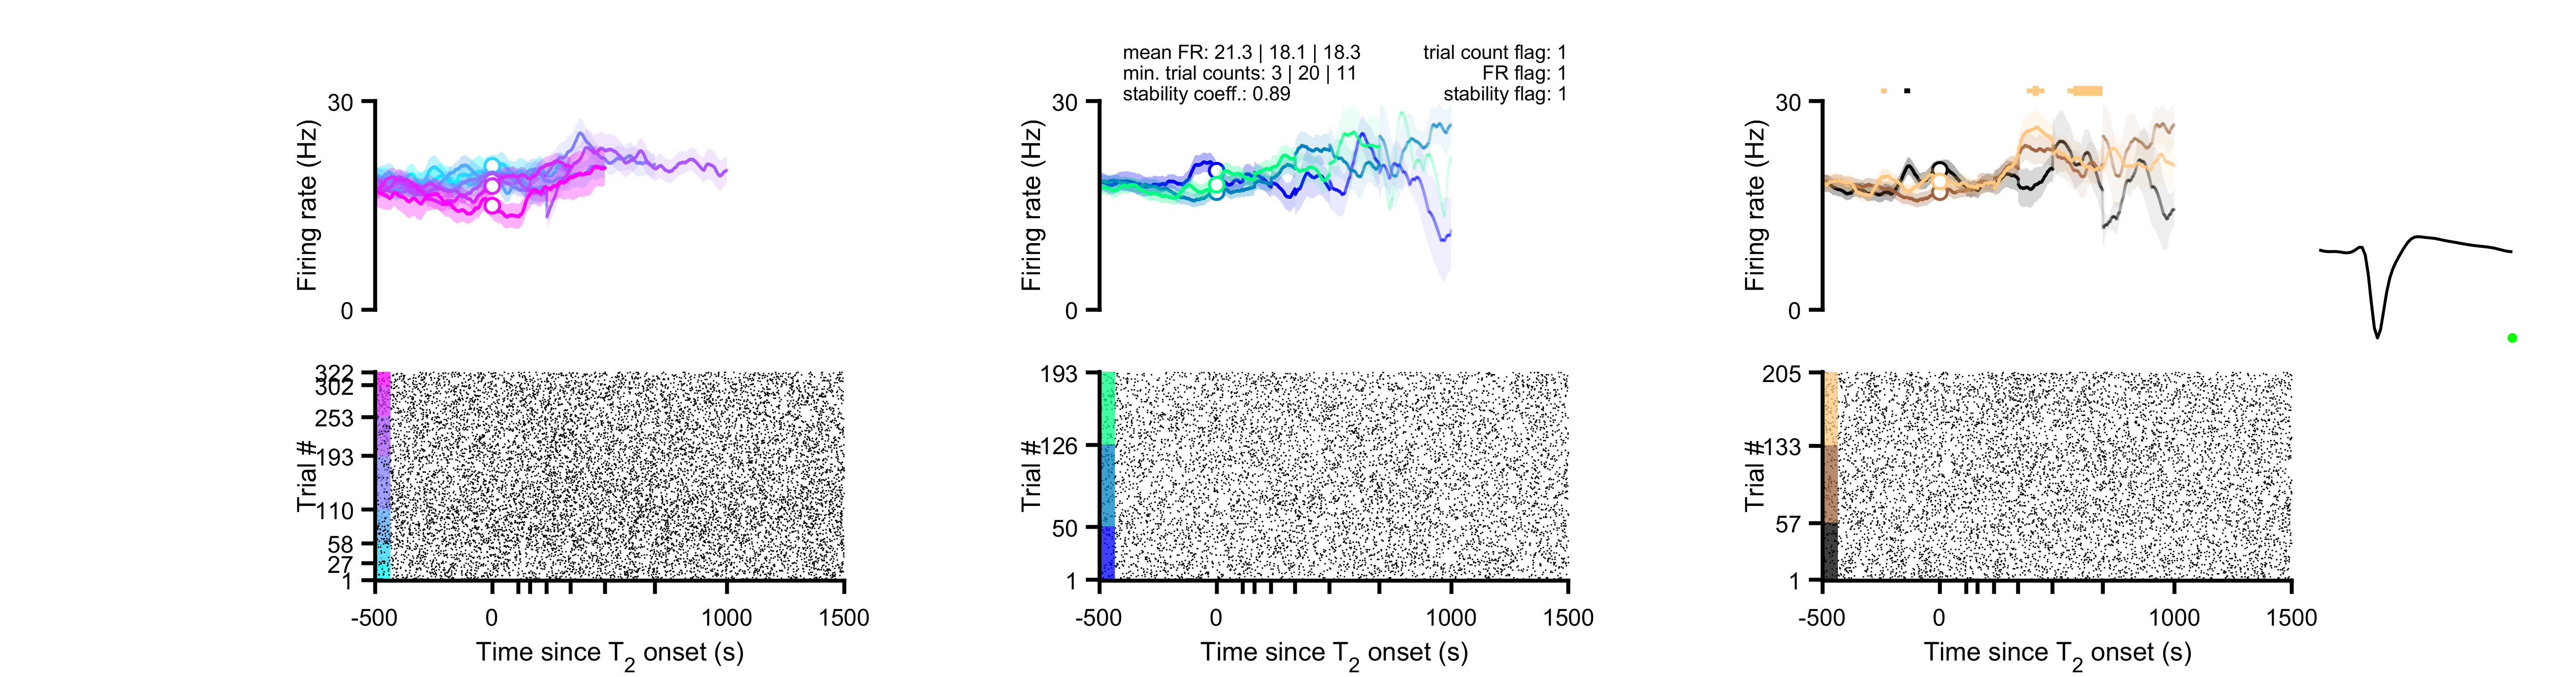 mean FR: 21.3 | 18.1 | 18.3
min. trial counts: 3 | 20 | 11
stability coeff.: 0.89
trial count flag: 1
FR flag: 1
stability flag: 1
30
0
Firing rate (Hz)
30
0
Firing rate (Hz)
30
0
Firing rate (Hz)
322
302
253
193
110
58
27
1
Trial #
-500
0
1000
1500
Time since T2 onset (s)
193
126
50
1
Trial #
-500
0
1000
1500
Time since T2 onset (s)
205
133
57
1
Trial #
-500
0
1000
1500
Time since T2 onset (s)